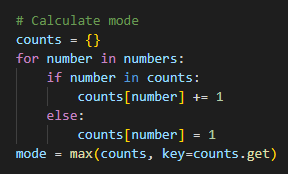 # Calculate mode
counts = {}
for number in numbers:
    if number in counts:
        counts[number] += 1
    else:
        counts[number] = 1
mode = max(counts, key=counts.get)